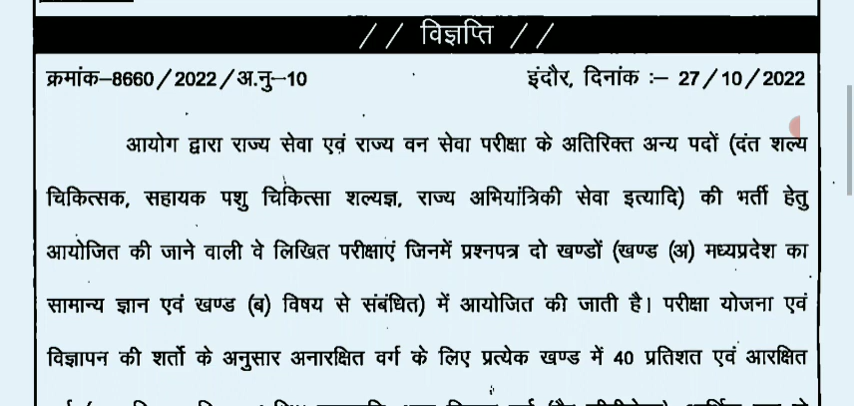 // विज्ञप्ति //
क्रमांक–8660/2022/अ.नु–10 इंदौर, दिनांक :– 27/10/2022
आयोग द्वारा राज्य सेवा एवं राज्य वन सेवा परीक्षा के अतिरिक्त अन्य पदों (दंत शल्य
चिकित्सक, सहायक पशु चिकित्सा शल्यज्ञ, राज्य अभियांत्रिकी सेवा इत्यादि) की भर्ती हेतु
आयोजित की जाने वाली वे लिखित परीक्षाएं जिनमें प्रश्नपत्र दो खण्डों (खण्ड (अ) मध्यप्रदेश का
सामान्य ज्ञान एवं खण्ड (ब) विषय से संबंधित) में आयोजित की जाती है। परीक्षा योजना एवं
विज्ञापन की शर्तो के अनुसार अनारक्षित वर्ग के लिए प्रत्येक खण्ड में 40 प्रतिशत एवं आरक्षित